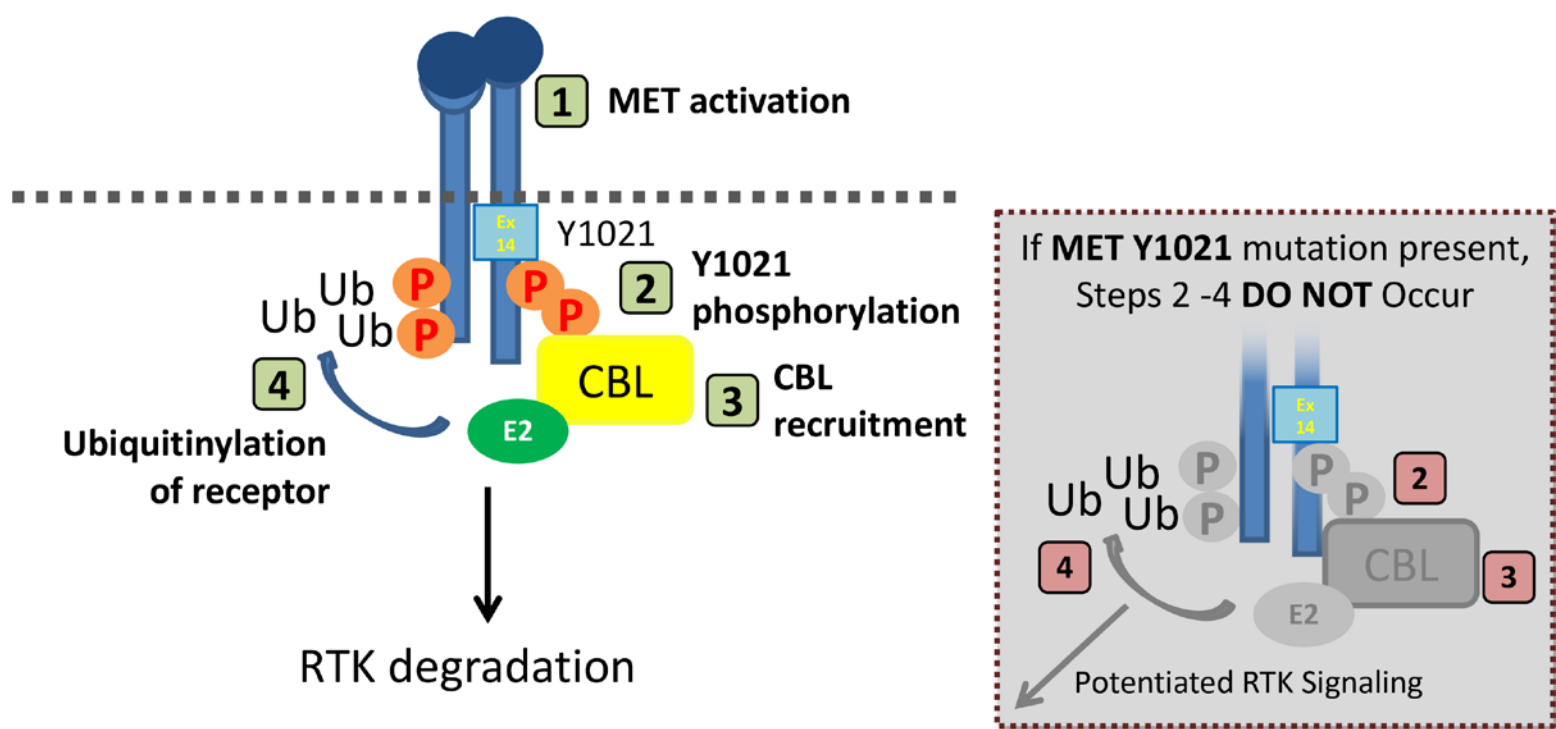 1 MET activation
Ex
14
Y1021
2 Y1021
phosphorylation
P
P
P
P
Ub
Ub
Ub
CBL
3 CBL
recruitment
E2
4
Ubiquitinylation
of receptor
RTK degradation
If MET Y1021 mutation present,
Steps 2 -4 DO NOT Occur
Ex
14
P
P
P
P
2
Ub
Ub
Ub
CBL
3
4
E2
Potentiated RTK Signaling